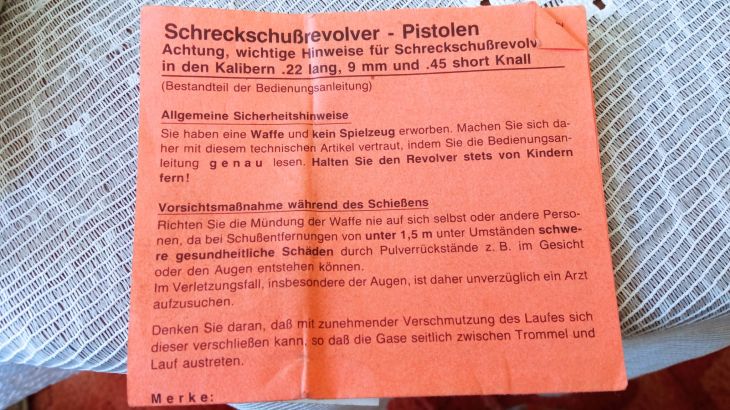 Schreckschußrevolver - Pistolen
Achtung, wichtige Hinweise für Schreckschußrevolv
in den Kalibern .22 lang, 9 mm und .45 short Knall
(Bestandteil der Bedienungsanleitung)
Allgemeine Sicherheitshinweise
Sie haben eine Waffe und kein Spielzeug erworben. Machen Sie sich da-
her mit diesem technischen Artikel vertraut, indem Sie die Bedienungsan-
leitung genau lesen. Halten Sie den Revolver stets von Kindern
fern!
Vorsichtsmaßnahme während des Schießens
Richten Sie die Mündung der Waffe nie auf sich selbst oder andere Perso-
nen, da bei Schußentfernungen von unter 1,5 m unter Umständen schwe-
re gesundheitliche Schäden durch Pulverrückstände z. B. im Gesicht
oder den Augen entstehen können.
Im Verletzungsfall, insbesondere der Augen, ist daher unverzüglich ein Arzt
aufzusuchen.
Denken Sie daran, daß mit zunehmender Verschmutzung des Laufes sich
dieser verschließen kann, so daß die Gase seitlich zwischen Trommel und
Lauf austreten.
Merke: